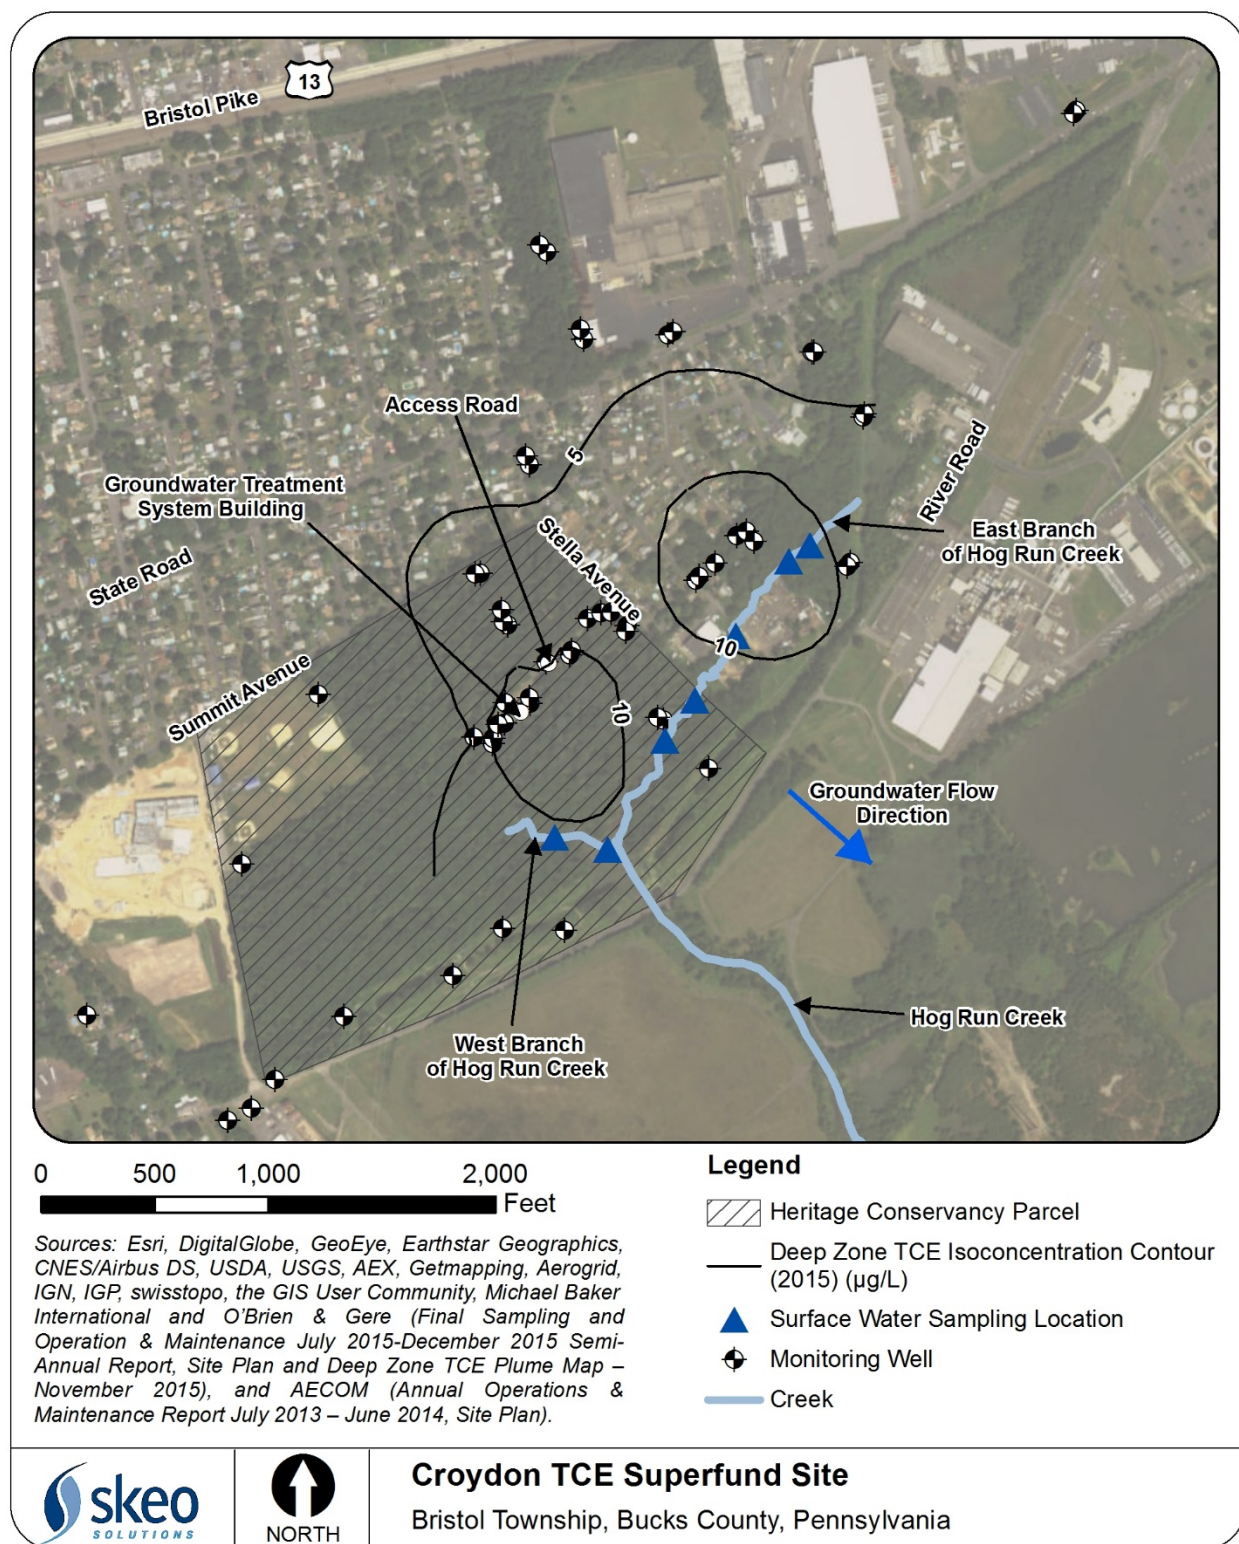 13
Bristol Pike
Access Road
5
Groundwater Treatment
System Building
River Road
Stella Avenue
East Branch
of Hog Run Creek
State Road
10
Summit Avenue
10
Groundwater Flow
Direction
Hog Run Creek
West Branch
of Hog Run Creek
0 500 1,000 2,000
Feet
Sources: Esri, DigitalGlobe, GeoEye, Earthstar Geographics,
CNES/Airbus DS, USDA, USGS, AEX, Getmapping, Aerogrid,
IGN, IGP, swisstopo, the GIS User Community, Michael Baker
International and O'Brien & Gere (Final Sampling and
Operation & Maintenance July 2015-December 2015 Semi-
Annual Report, Site Plan and Deep Zone TCE Plume Map –
November 2015), and AECOM (Annual Operations &
Maintenance Report July 2013 – June 2014, Site Plan).
Legend
Heritage Conservancy Parcel
Deep Zone TCE Isoconcentration Contour
(2015) (µg/L)
Surface Water Sampling Location
Monitoring Well
Creek
skeo
SOLUTIONS
NORTH
Croydon TCE Superfund Site
Bristol Township, Bucks County, Pennsylvania